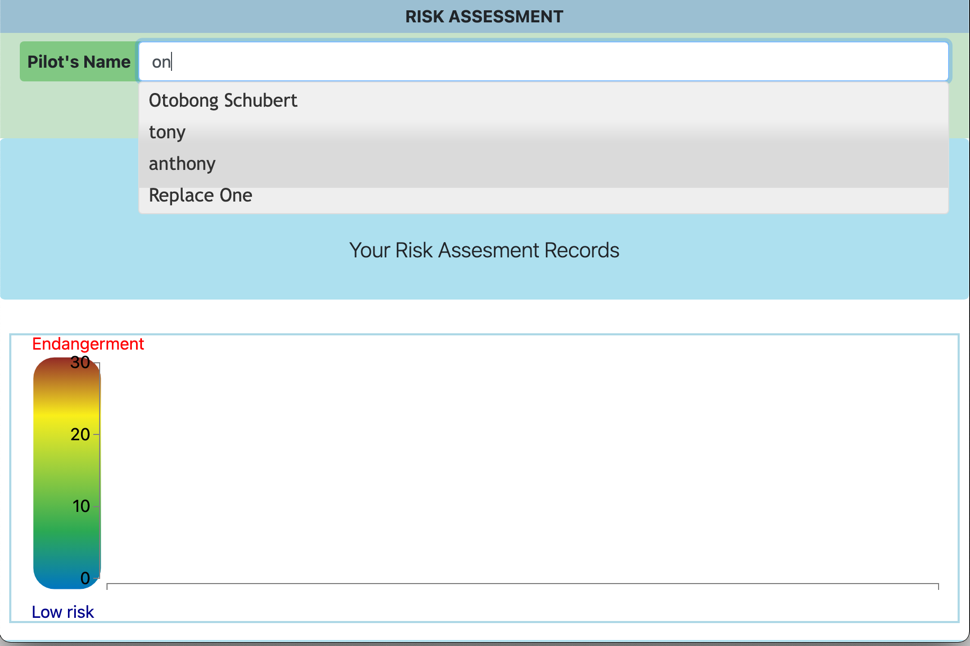 RISK ASSESSMENT
Pilot's Name on
Otobong Schubert
tony
anthony
Replace One
Your Risk Assesment Records
Endangerment
30
20
10
0
Low risk